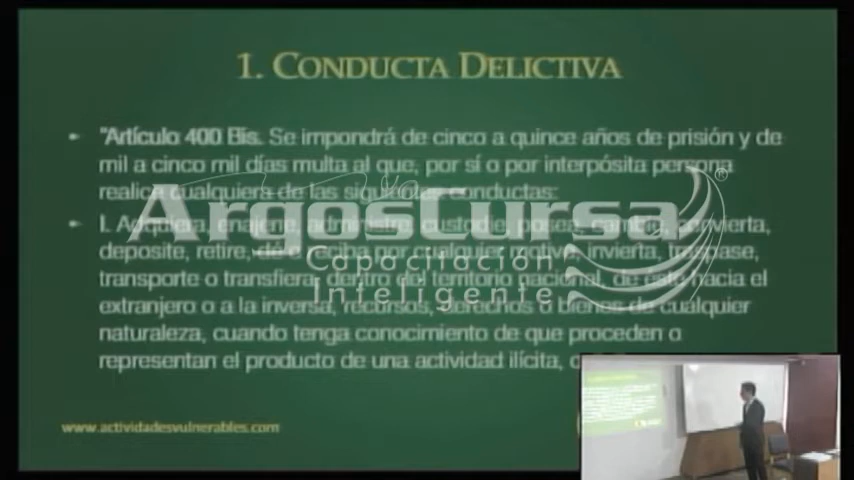 1. CONDUCTA DELICTIVA
"Artículo 400 Bis. Se impondrá de cinco a quince años de prisión y de
mil a cinco mil días multa al que, por sí o por interpósita persona
realice cualquiera de las siguientes conductas:
I. Adquiera, enajene, administre, custodie, posea, cambie, convierta,
deposite, retire, dé o reciba por cualquier motivo, invierta, traspase,
transporte o transfiera, dentro del territorio nacional, de éste hacia el
extranjero o a la inversa, recursos, derechos o bienes de cualquier
naturaleza, cuando tenga conocimiento de que proceden o
representan el producto de una actividad ilícita,
ArgosCursa®
Capacitación
Inteligente
www.actividadesvulnerables.com